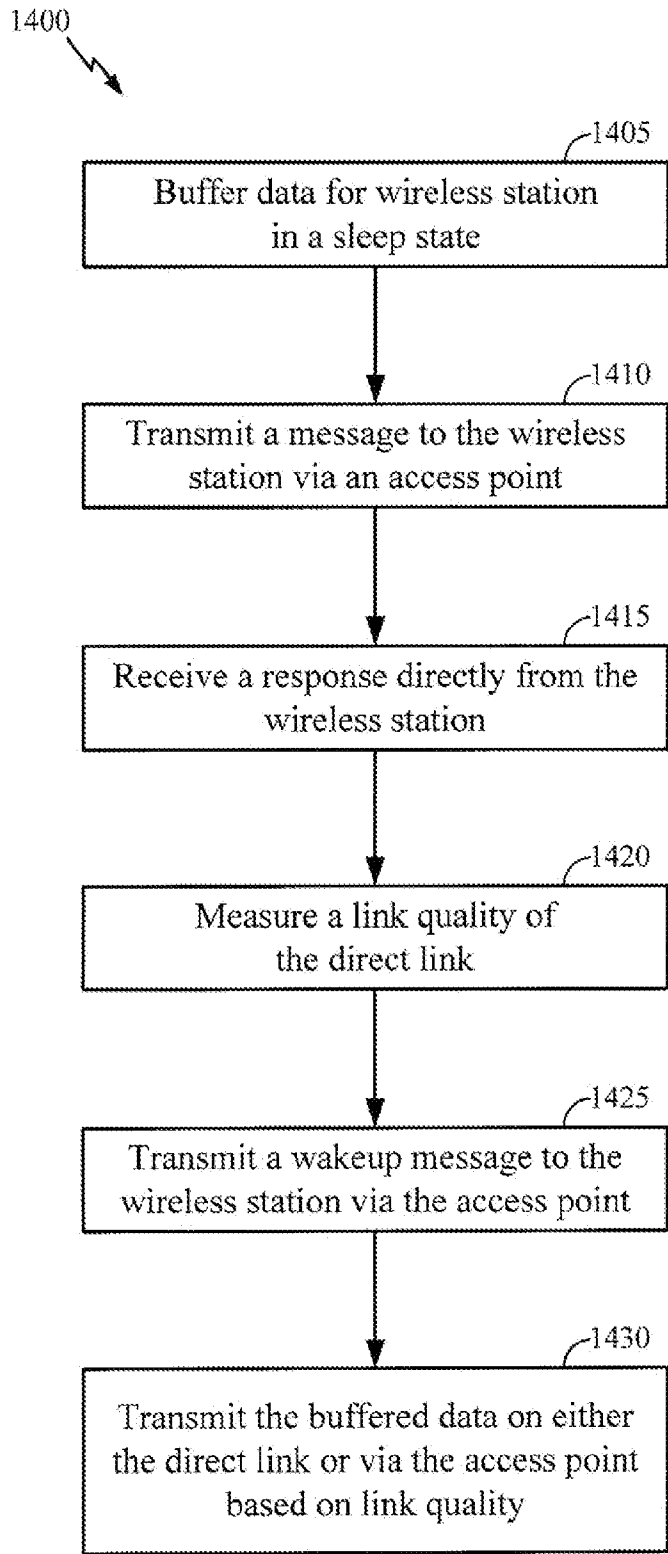 1400
1405
Buffer data for wireless station
in a sleep state
1410
Transmit a message to the wireless
station via an access point
1415
Receive a response directly from the
wireless station
1420
Measure a link quality of
the direct link
1425
Transmit a wakeup message to the
wireless station via the access point
1430
Transmit the buffered data on either
the direct link or via the access point
based on link quality